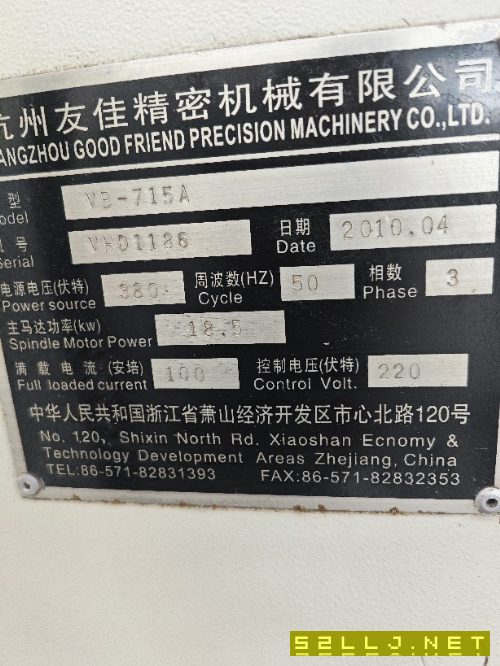 杭州友佳精密机械有限公司
ANGZHOU GOOD FRIEND PRECISION MACHINERY CO.,LTD.
型 VB-715A
Model
号 VHD1186 日期 2010.04
Serial Date
电源电压(伏特) 380 周波数(HZ) 50 相数 3
Power source Cycle Phase
主马达功率(kw) 18.5
Spindle Motor Power
满载电流(安培) 100 控制电压(伏特) 220
Full loaded current Control Volt.
中华人民共和国浙江省萧山经济开发区市心北路120号
No. 120, Shixin North Rd. Xiaoshan Ecnomy &
Technology Development Areas Zhejiang, China
TEL:86-571-82831393 FAX:86-571-82832353
52LLJ.NET